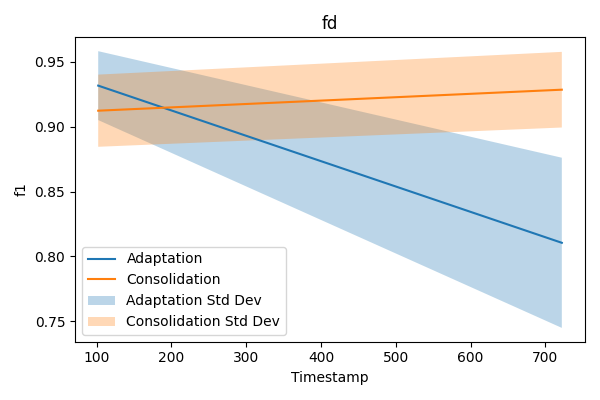 fd
f1
0.95
0.90
0.85
0.80
0.75
Adaptation
Consolidation
Adaptation Std Dev
Consolidation Std Dev
100 200 300 400 500 600 700
Timestamp